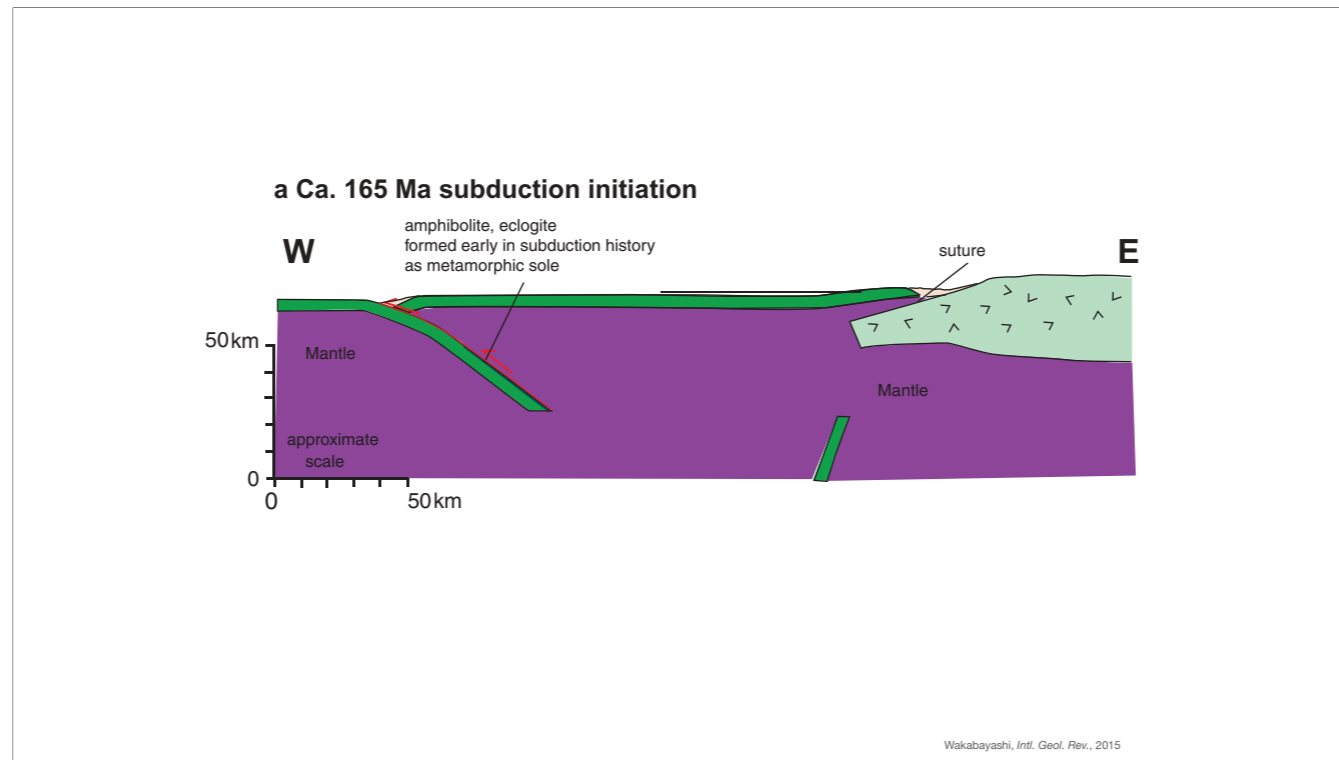 a Ca. 165 Ma subduction initiation
amphibolite, eclogite
formed early in subduction history
as metamorphic sole
W
suture
E
50km
Mantle
Mantle
approximate
scale
0
0
50km
Wakabayashi, Intl. Geol. Rev., 2015